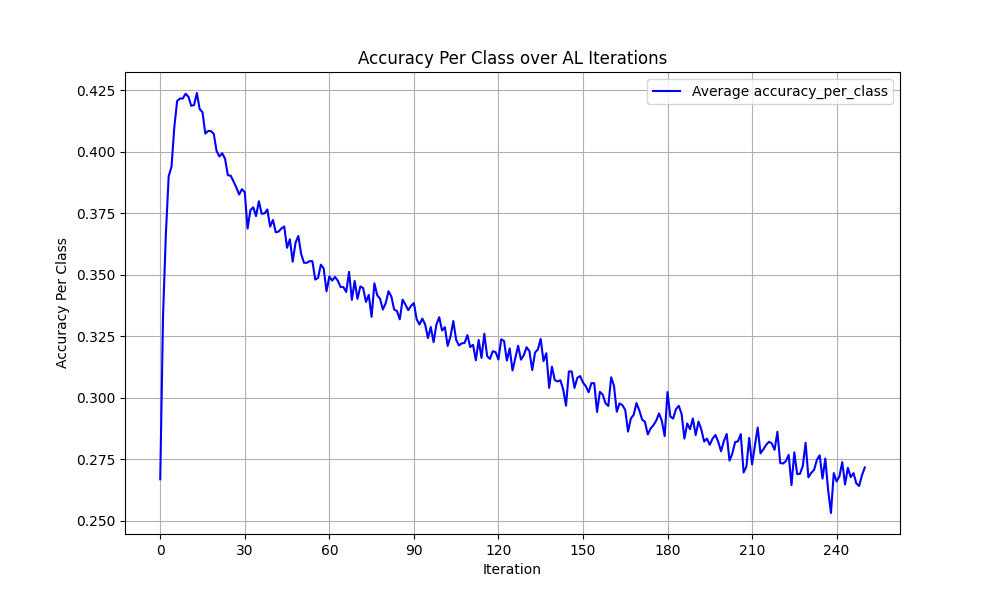 Accuracy Per Class over AL Iterations
Average accuracy_per_class
Accuracy Per Class
0.425
0.400
0.375
0.350
0.325
0.300
0.275
0.250
0 30 60 90 120 150 180 210 240
Iteration